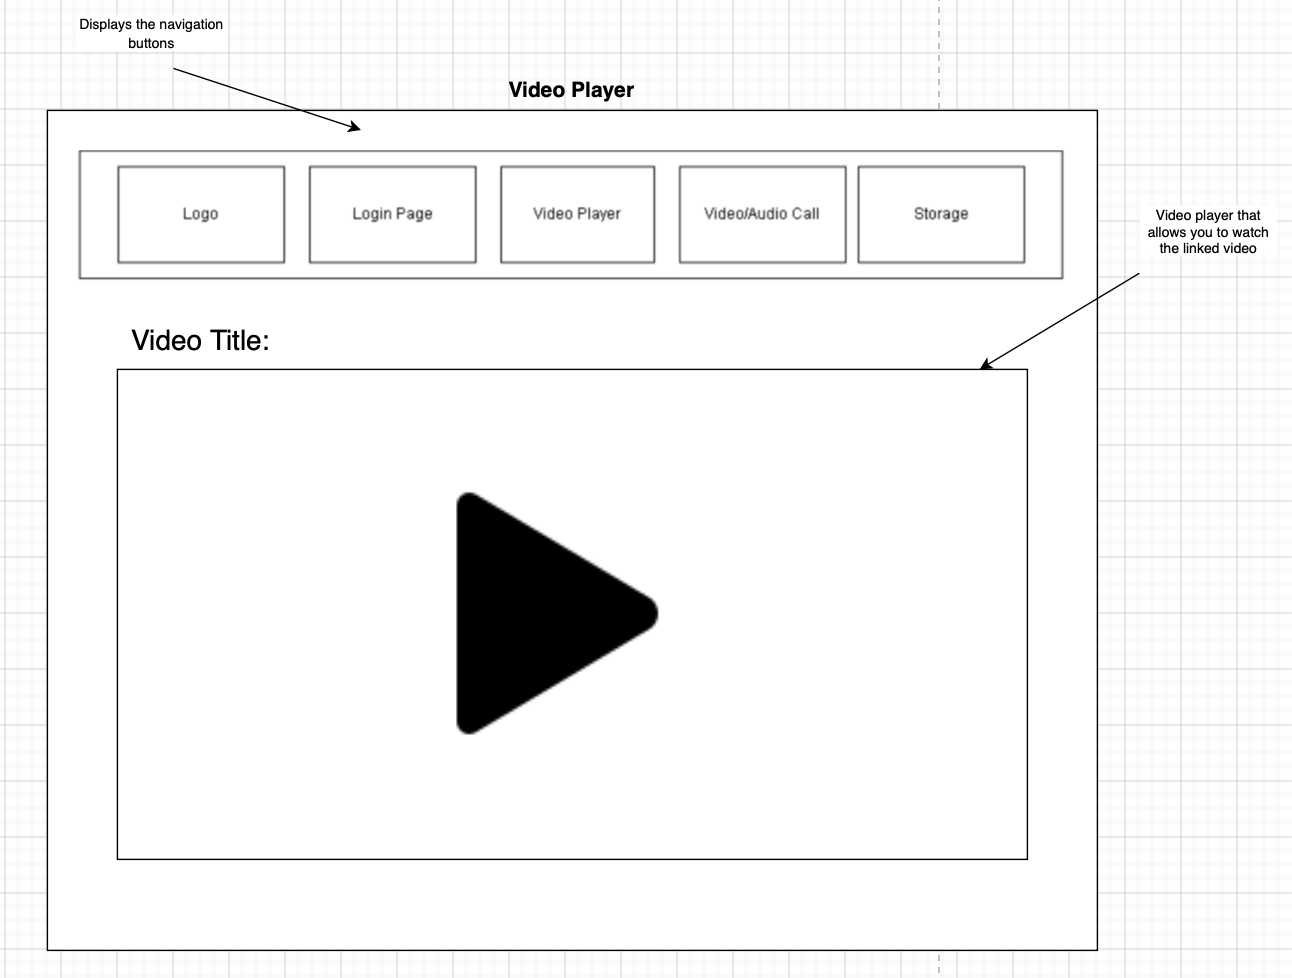 Displays the navigation
buttons
Video Player
Logo
Login Page
Video Player
Video/Audio Call
Storage
Video player that
allows you to watch
the linked video
Video Title: